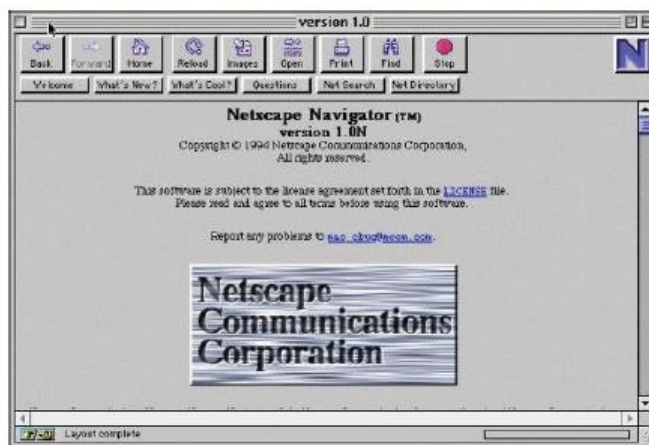 version 1.0
Back Forward Home Reload Images Open Print Find Stop
Welcome What's New? What's Cool? Questions Net Search Net Directory
N
Netscape Navigator (TM)
version 1.0N
Copyright © 1994 Netscape Communications Corporation,
All rights reserved.
This software is subject to the license agreement set forth in the LICENSE file.
Please read and agree to all terms before using this software.
Report any problems to
Netscape
Communications
Corporation
Layout complete